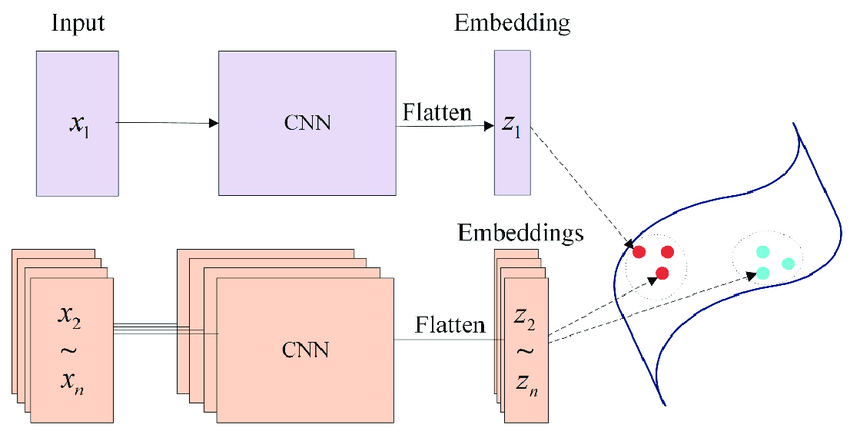 Input
Embedding
x1
CNN
Flatten
z1
Embeddings
x2
~
xn
CNN
Flatten
z2
~
zn